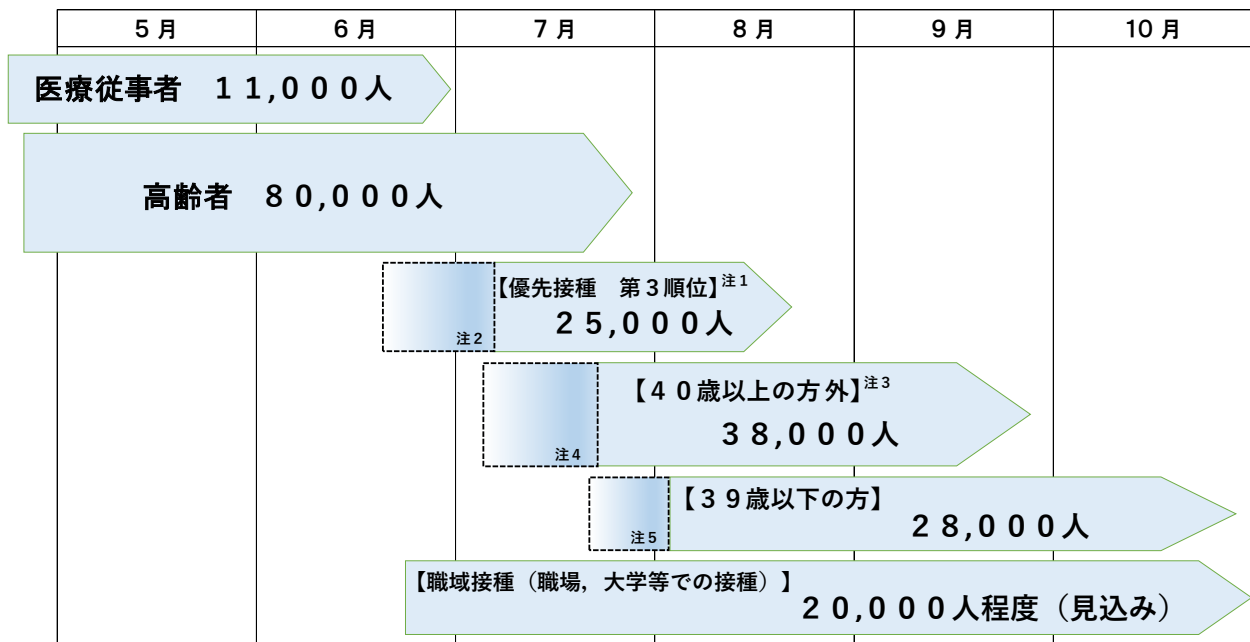 ５月 ６月 ７月 ８月 ９月 10月
医療従事者　１１,０００人
高齢者　８０,０００人
【優先接種　第３順位】注１
２５,０００人
注２
【４０歳以上の方外】注３
３８,０００人
注４
【３９歳以下の方】
２８,０００人
注５
【職域接種（職場，大学等での接種）】
２０,０００人程度（見込み）